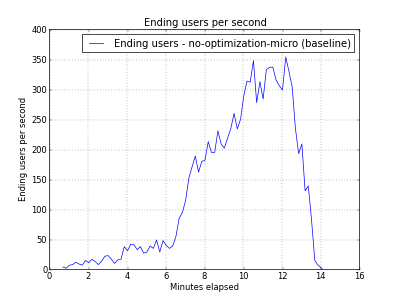 Ending users per second
Ending users - no-optimization-micro (baseline)
400
350
300
250
200
150
100
50
0
Ending users per second
0 2 4 6 8 10 12 14 16
Minutes elapsed